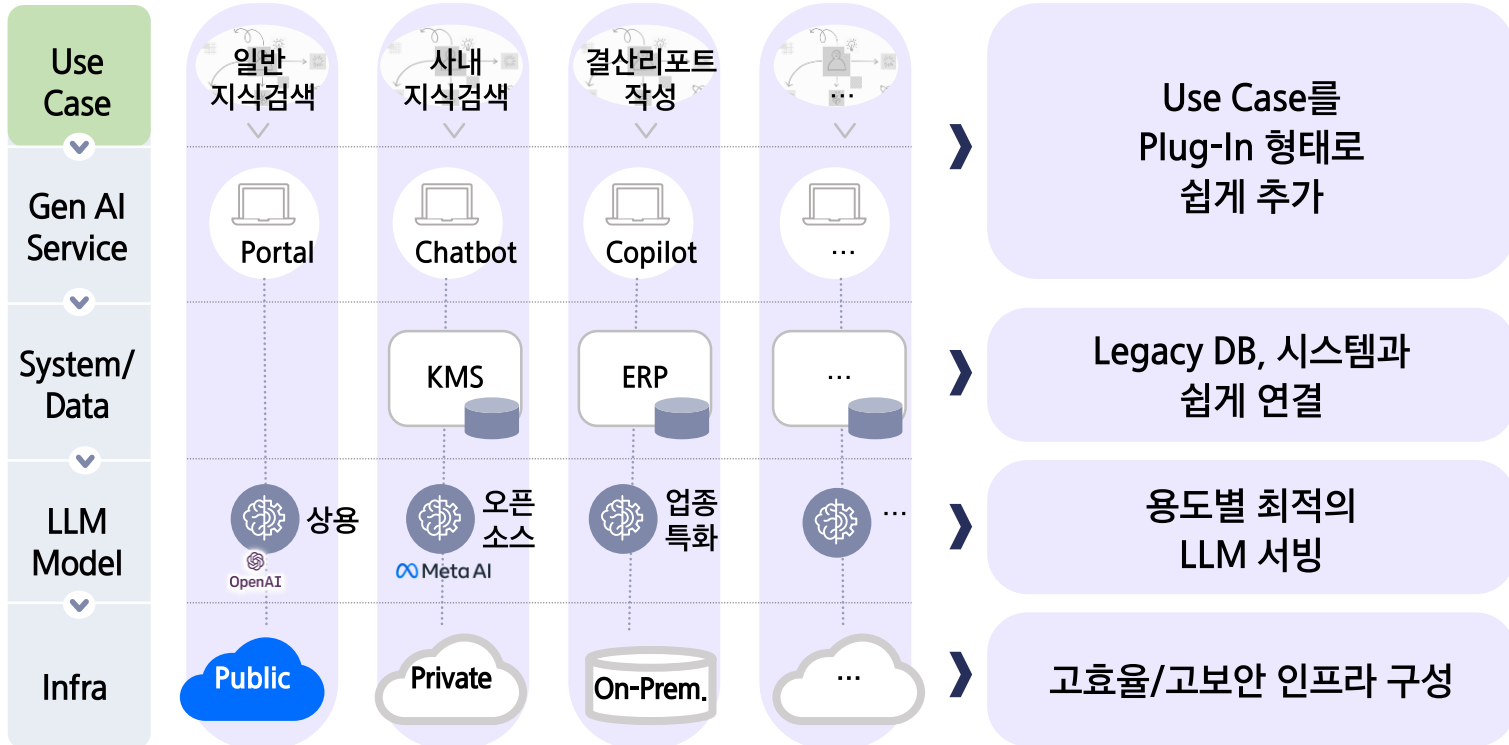 Use
Case
일반
지식검색
사내
지식검색
결산리포트
작성
...
Use Case를
Plug-In 형태로
쉽게 추가
Gen AI
Service
Portal
Chatbot
Copilot
...
System/
Data
KMS
ERP
...
Legacy DB, 시스템과
쉽게 연결
LLM
Model
상용
OpenAI
오픈
소스
Meta AI
업종
특화
...
용도별 최적의
LLM 서빙
Infra
Public
Private
On-Prem.
...
고효율/고보안 인프라 구성